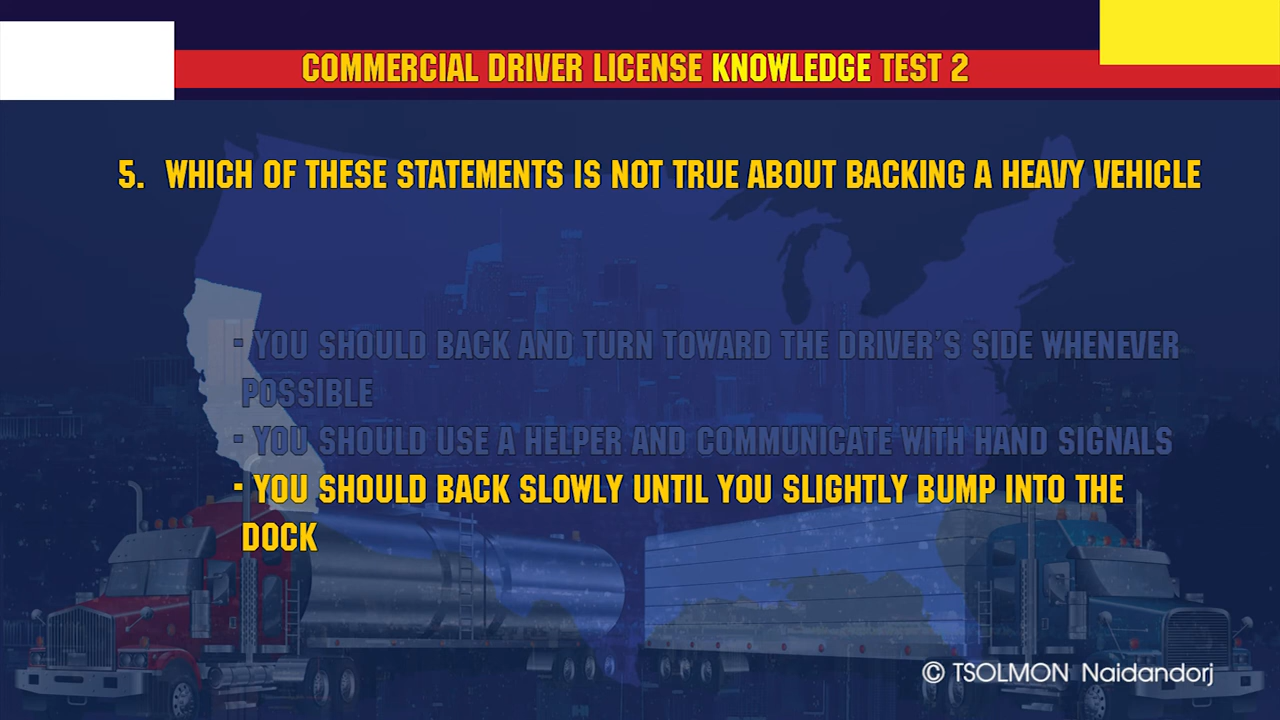 COMMERCIAL DRIVER LICENSE KNOWLEDGE TEST 2
5. WHICH OF THESE STATEMENTS IS NOT TRUE ABOUT BACKING A HEAVY VEHICLE
- YOU SHOULD BACK AND TURN TOWARD THE DRIVER'S SIDE WHENEVER
POSSIBLE
- YOU SHOULD USE A HELPER AND COMMUNICATE WITH HAND SIGNALS
- YOU SHOULD BACK SLOWLY UNTIL YOU SLIGHTLY BUMP INTO THE
DOCK
© TSOLMON Naidandorj